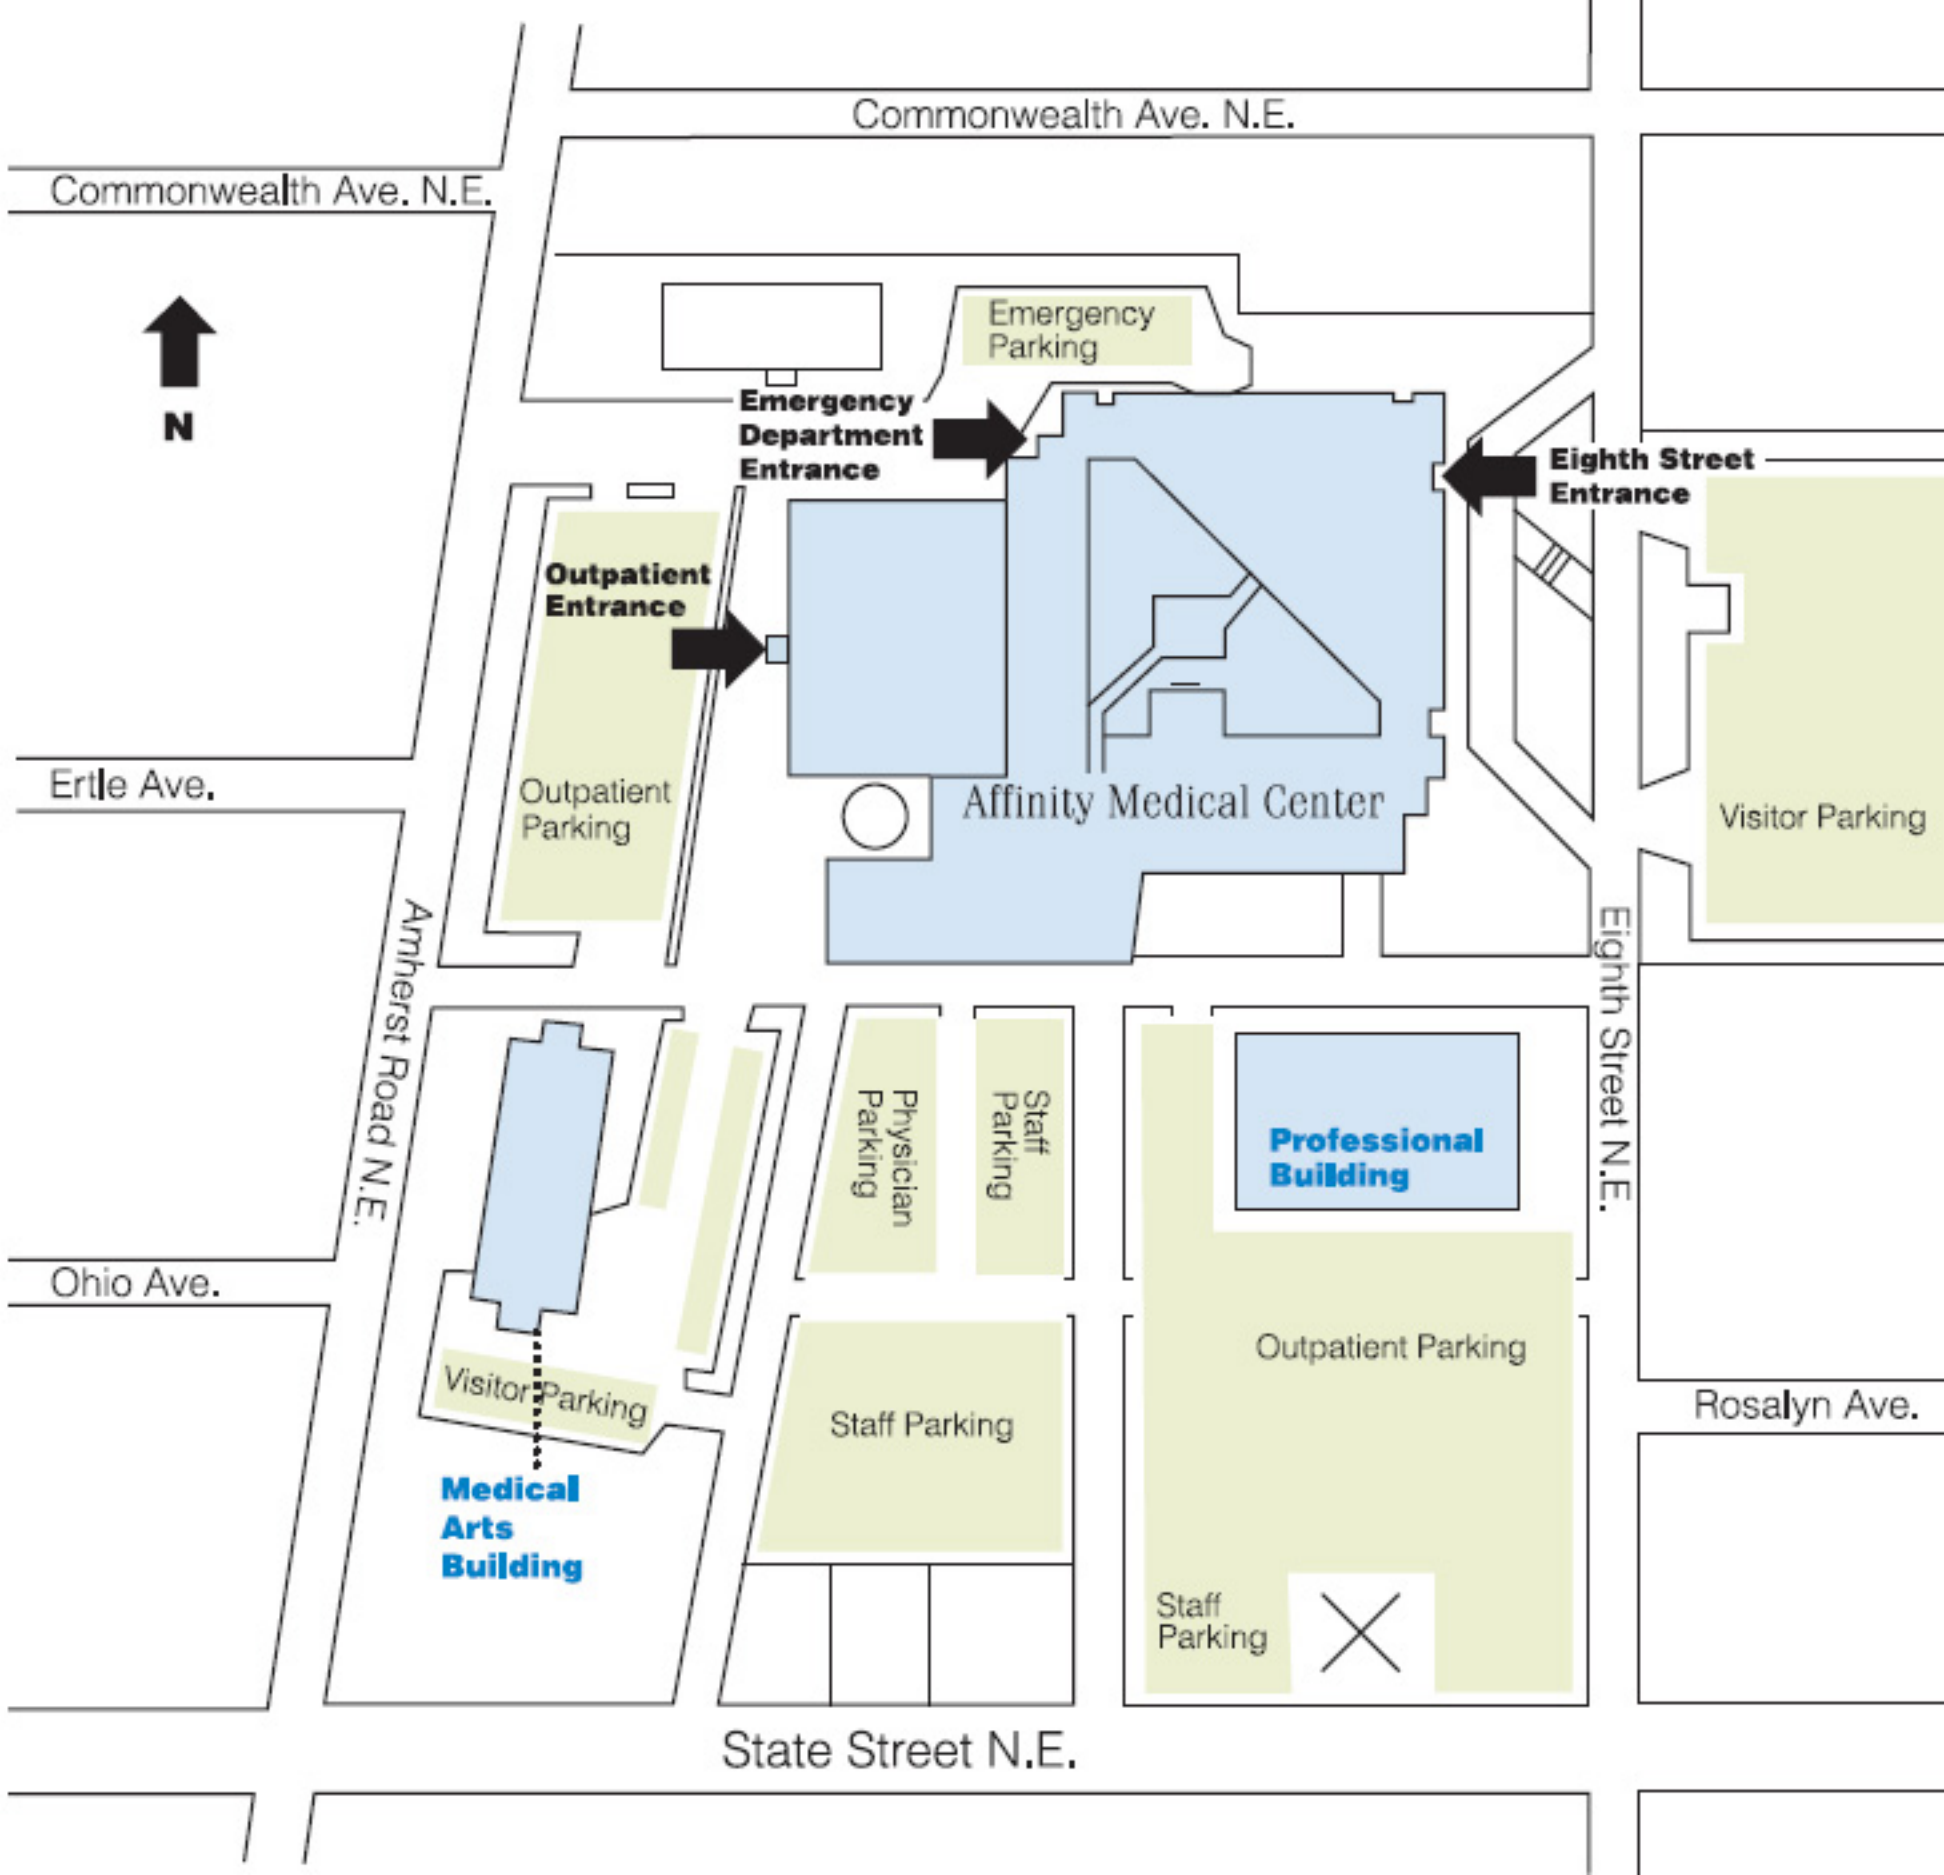 Commonwealth Ave. N.E.
Commonwealth Ave. N.E.
N
Emergency
Parking
Emergency
Department
Entrance
Eighth Street
Entrance
Outpatient
Entrance
Ertle Ave.
Outpatient
Parking
Affinity Medical Center
Visitor Parking
Amherst Road N.E.
Eighth Street N.E.
Physician
Parking
Staff
Parking
Professional
Building
Ohio Ave.
Outpatient Parking
Visitor Parking
Staff Parking
Rosalyn Ave.
Medical
Arts
Building
Staff
Parking
State Street N.E.